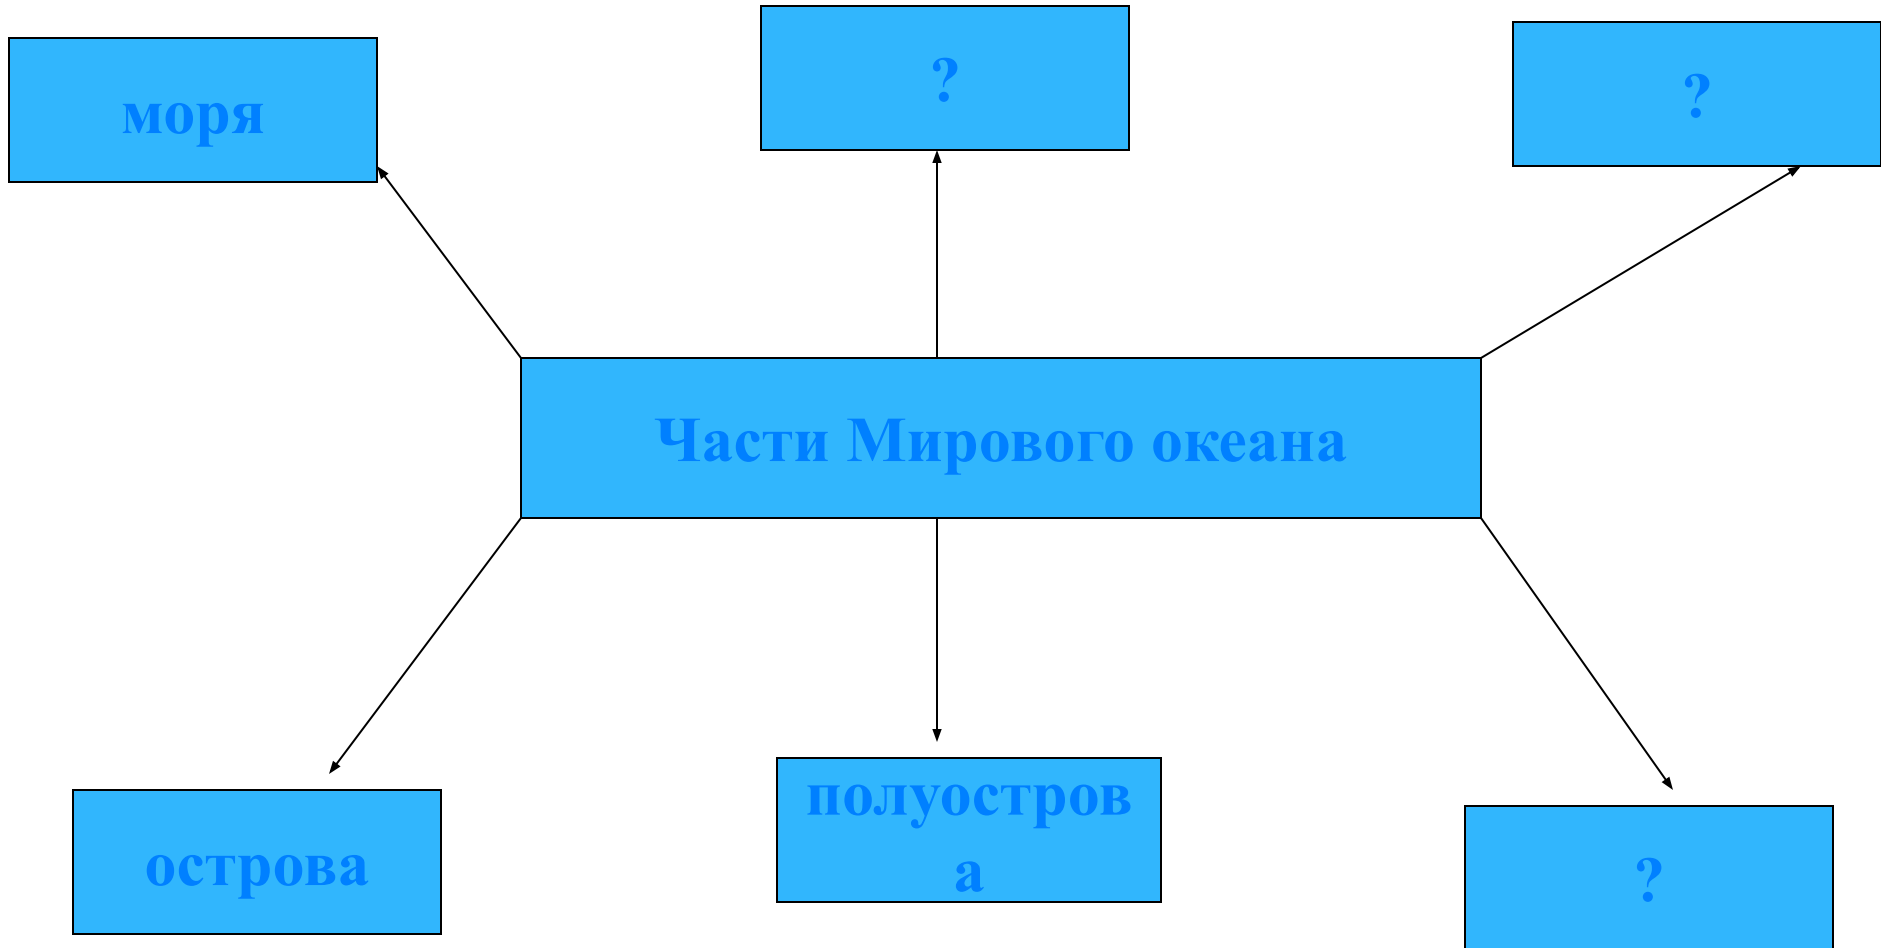 моря
?
?
Части Мирового океана
острова
полуостров
а
?